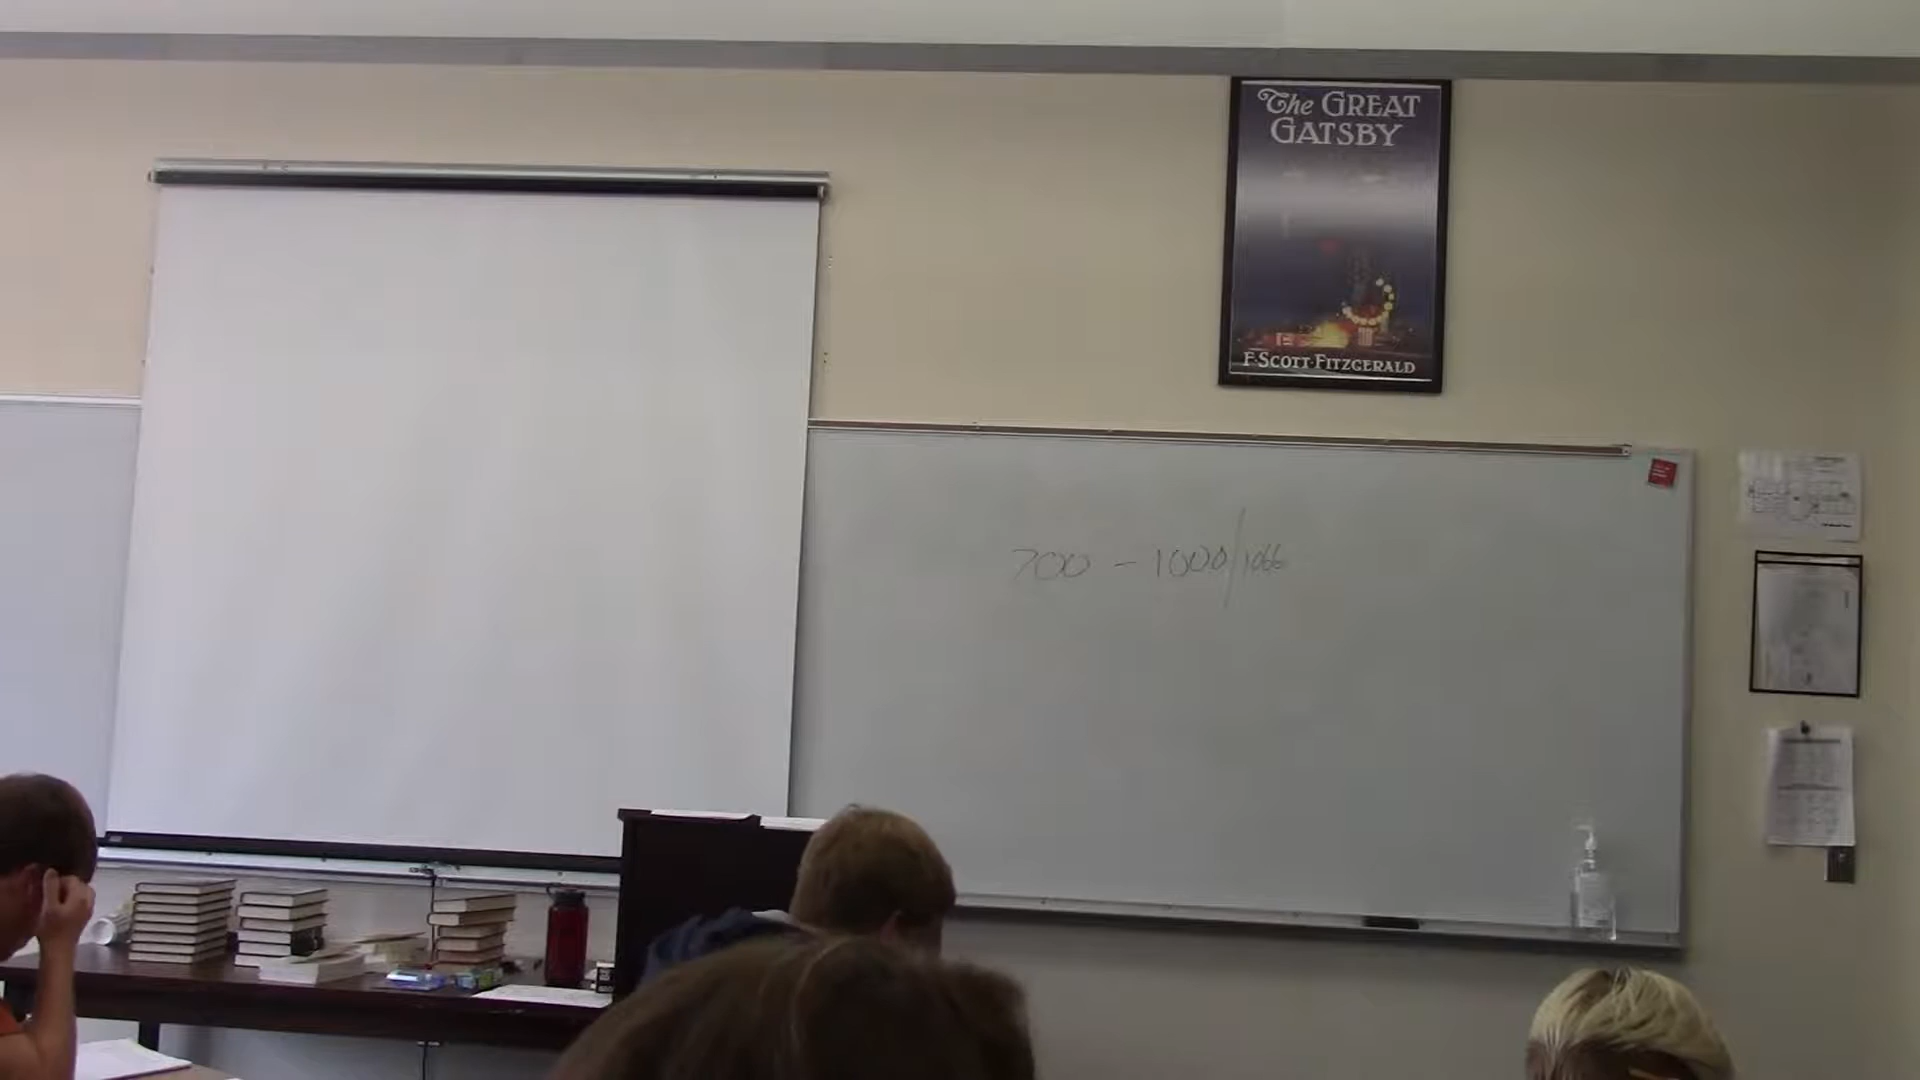 The GREAT
GATSBY
F·SCOTT·FITZGERALD
700 – 1000/1066